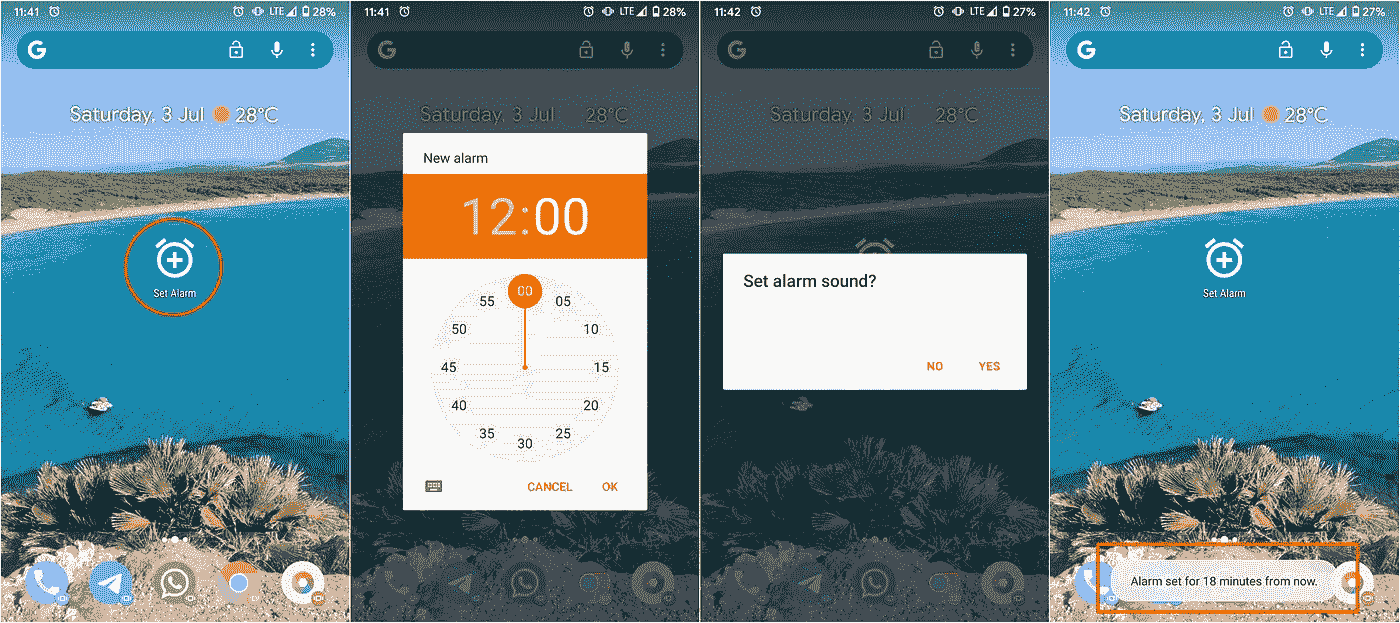 11:41 LTE 28%
G
Saturday, 3 Jul 28°C
Set Alarm
11:41 LTE 28%
G
Saturday, 3 Jul 28°C
New alarm
12:00
00
55 05
50 10
45 15
40 20
35 25
30
CANCEL OK
11:42 LTE 27%
G
Saturday, 3 Jul 28°C
Set alarm sound?
NO YES
11:42 LTE 27%
G
Saturday, 3 Jul 28°C
Set Alarm
Alarm set for 18 minutes from now.